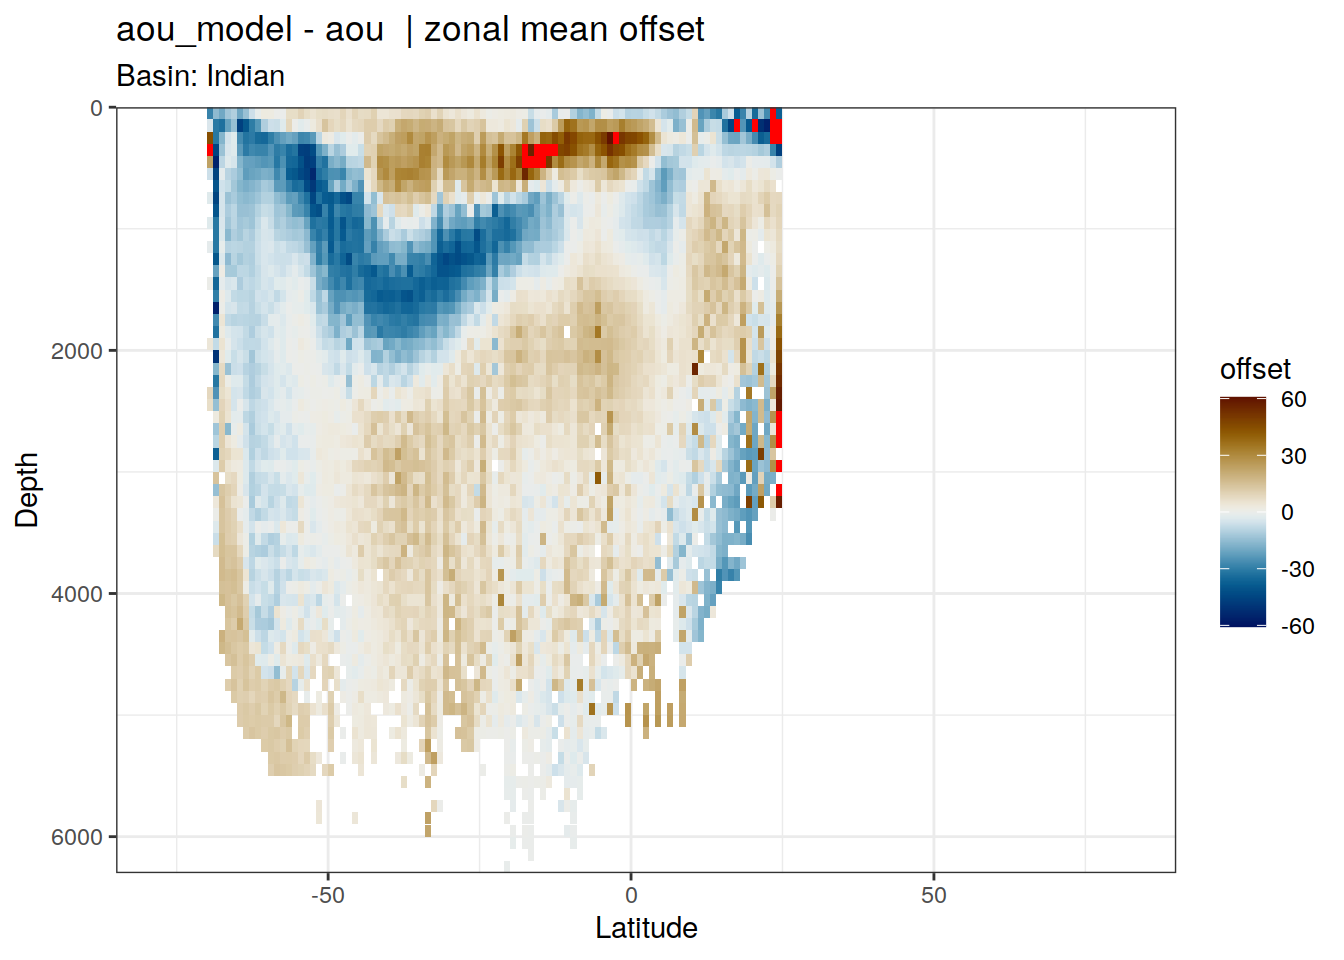 aou_model - aou  | zonal mean offset
Basin: Indian
0
2000
4000
6000
Depth
-50
0
50
Latitude
offset
60
30
0
-30
-60